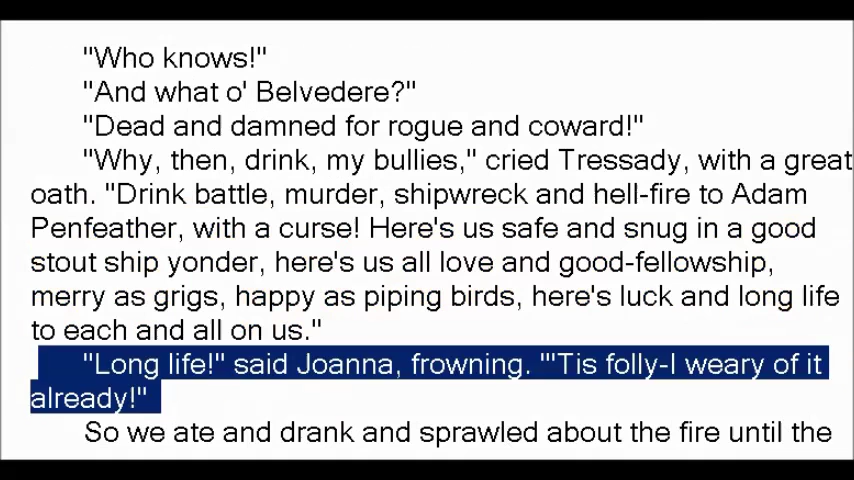 "Who knows!"
"And what o' Belvedere?"
"Dead and damned for rogue and coward!"
"Why, then, drink, my bullies," cried Tressady, with a great
oath. "Drink battle, murder, shipwreck and hell-fire to Adam
Penfeather, with a curse! Here's us safe and snug in a good
stout ship yonder, here's us all love and good-fellowship,
merry as grigs, happy as piping birds, here's luck and long life
to each and all on us."
"Long life!" said Joanna, frowning. "'Tis folly-I weary of it
already!"
So we ate and drank and sprawled about the fire until the